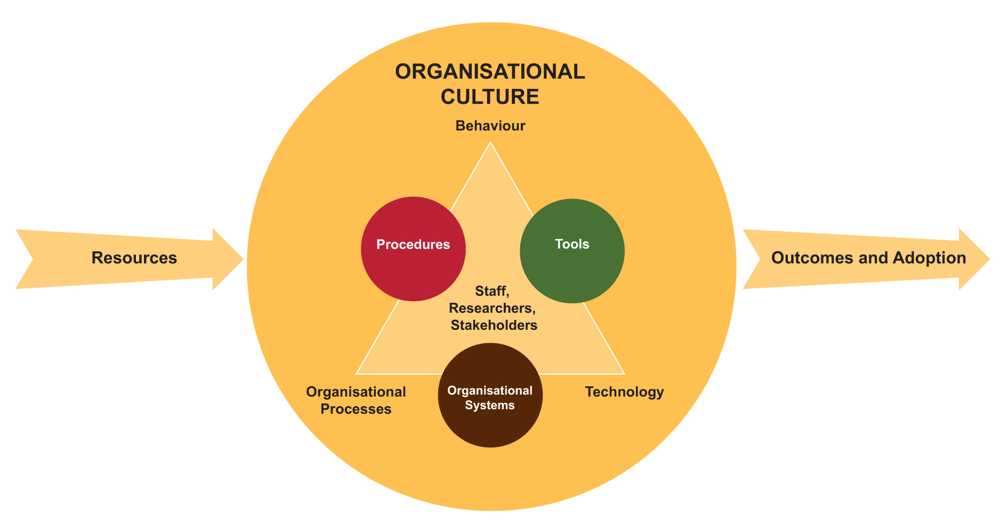 ORGANISATIONAL
CULTURE
Behaviour
Resources
Procedures
Tools
Outcomes and Adoption
Staff,
Researchers,
Stakeholders
Organisational
Processes
Organisational
Systems
Technology